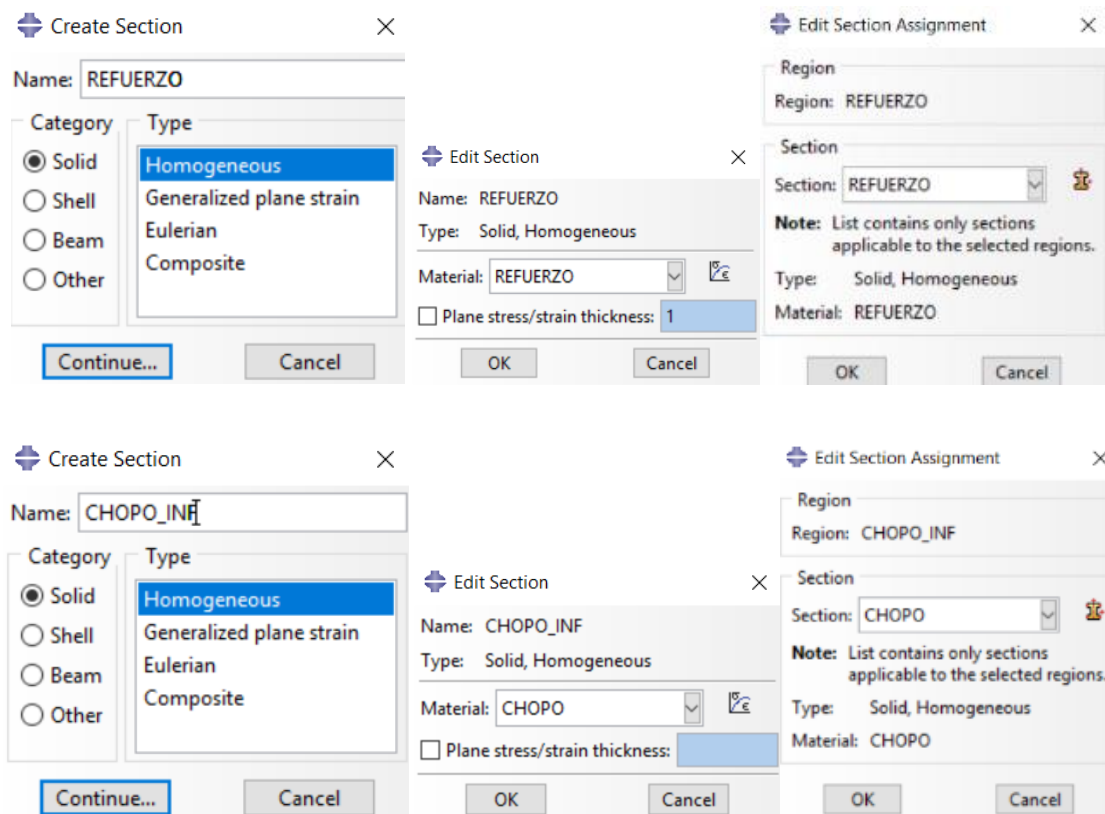 Create Section
Name: REFUERZO
Category
Type
Solid
Shell
Beam
Other
Homogeneous
Generalized plane strain
Eulerian
Composite
Continue...
Cancel
Edit Section
Name: REFUERZO
Type: Solid, Homogeneous
Material: REFUERZO
Plane stress/strain thickness: 1
OK
Cancel
Edit Section Assignment
Region
Region: REFUERZO
Section
Section: REFUERZO
Note: List contains only sections
applicable to the selected regions.
Type: Solid, Homogeneous
Material: REFUERZO
OK
Cancel
Create Section
Name: CHOPO_INF
Category
Type
Solid
Shell
Beam
Other
Homogeneous
Generalized plane strain
Eulerian
Composite
Continue...
Cancel
Edit Section
Name: CHOPO_INF
Type: Solid, Homogeneous
Material: CHOPO
Plane stress/strain thickness:
OK
Cancel
Edit Section Assignment
Region
Region: CHOPO_INF
Section
Section: CHOPO
Note: List contains only sections
applicable to the selected regions.
Type: Solid, Homogeneous
Material: CHOPO
OK
Cancel